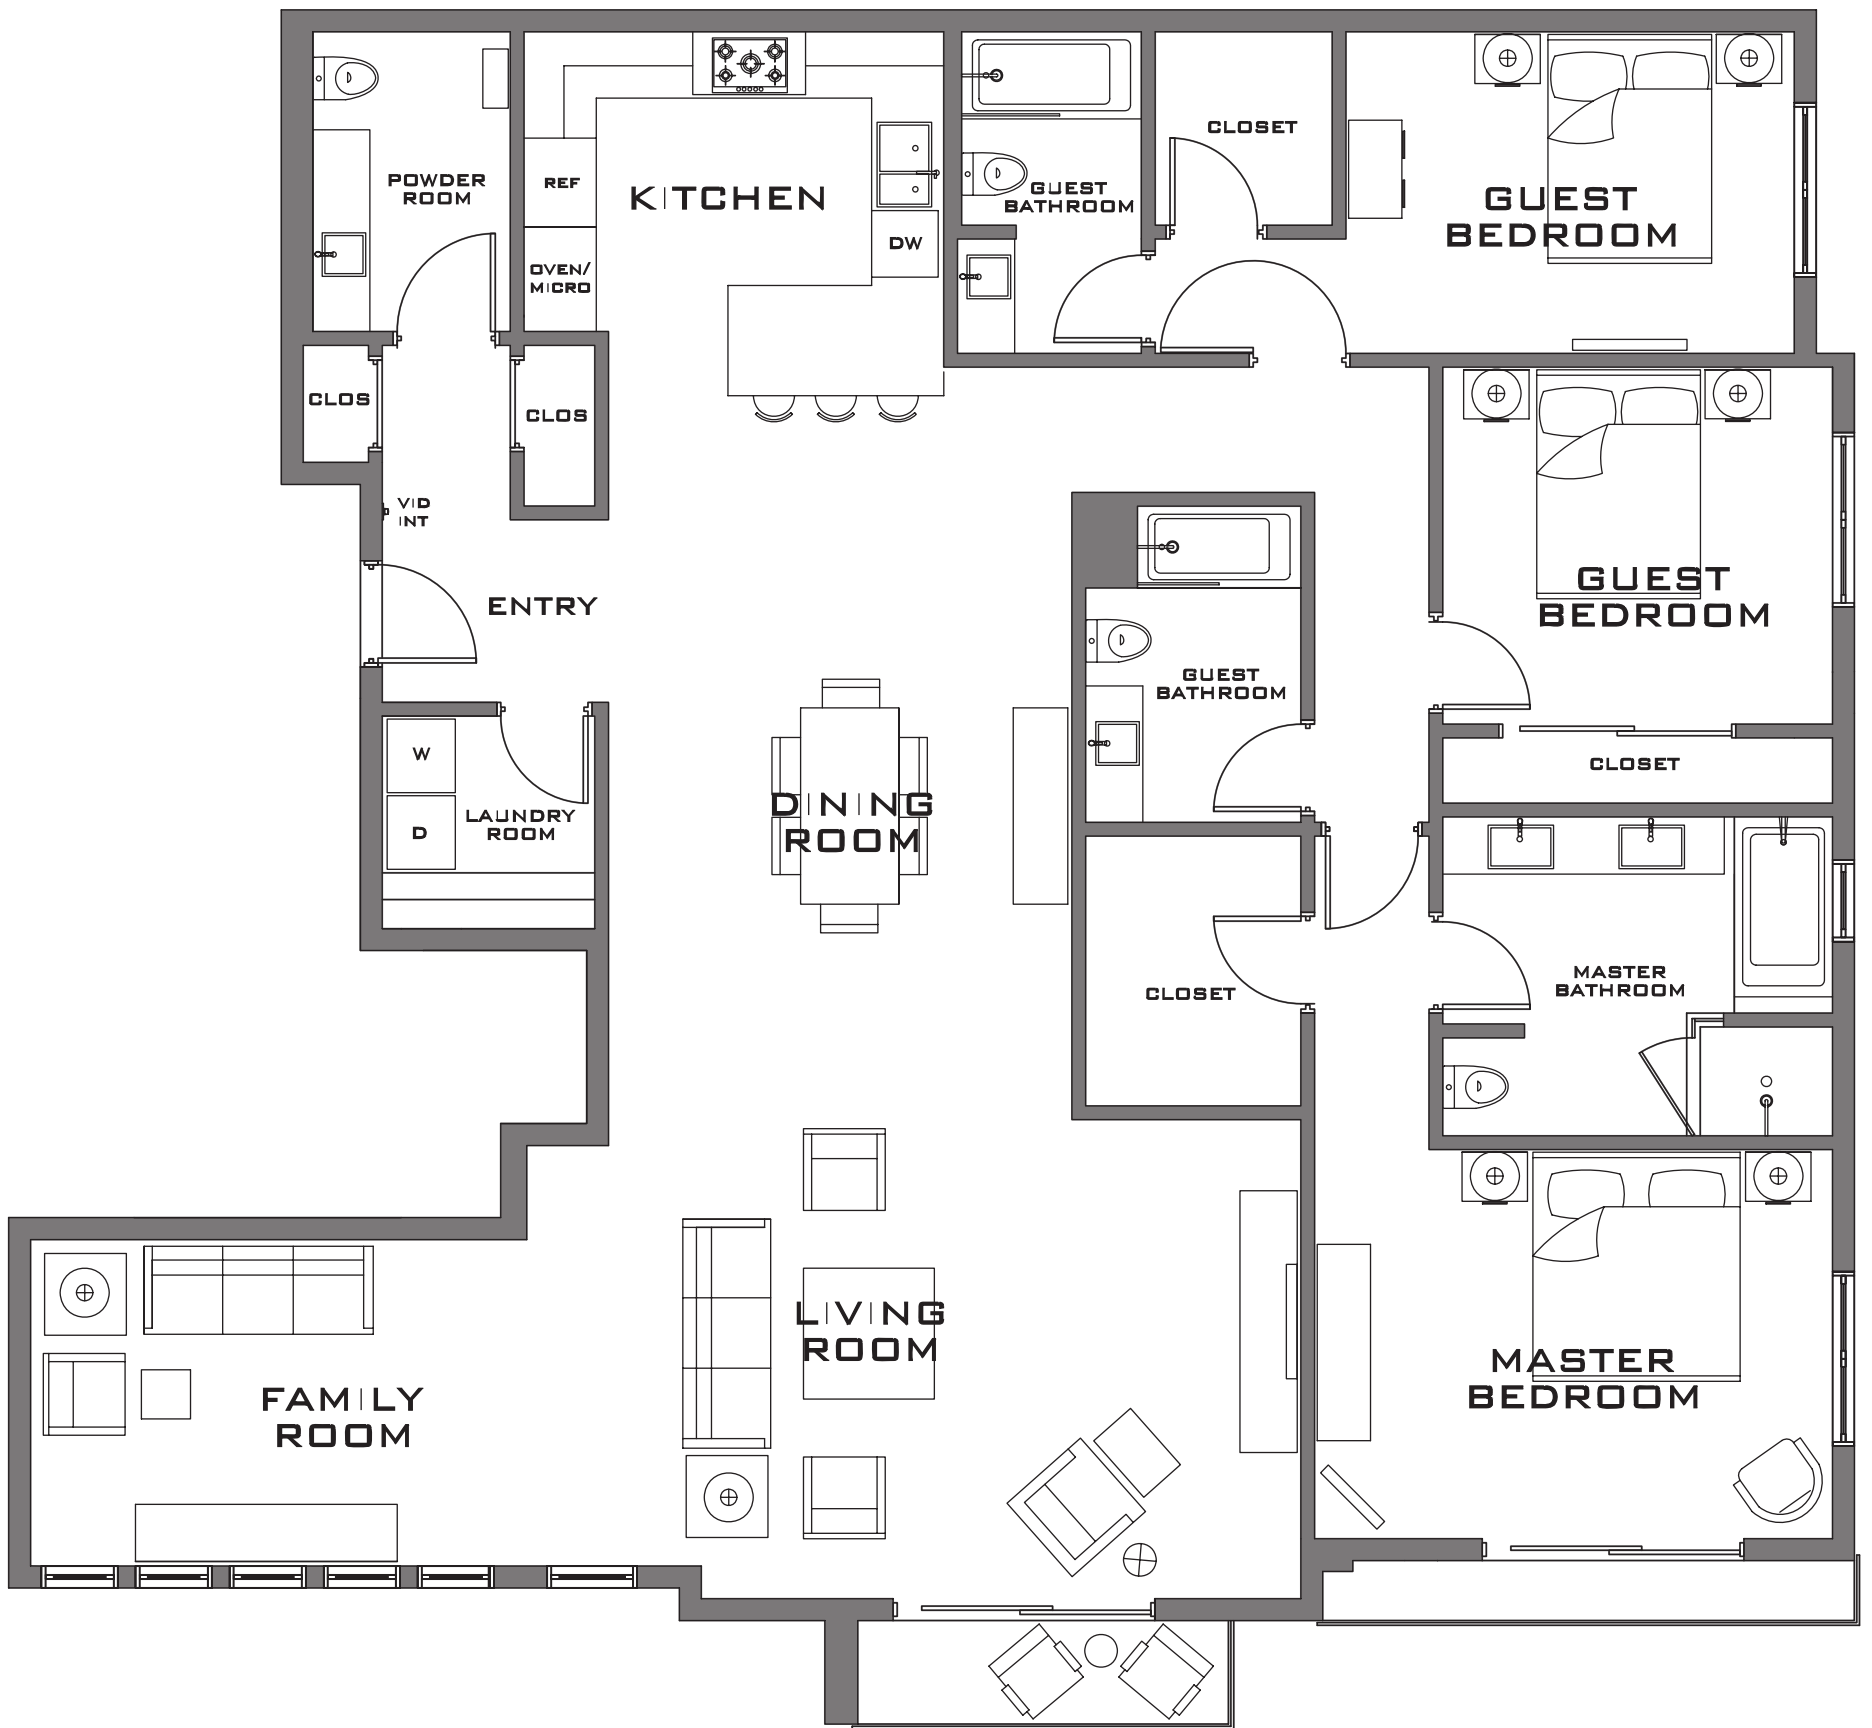 CLOSET
POWDER
ROOM
REF
KITCHEN
GUEST
BATHROOM
GUEST
BEDROOM
DW
OVEN/
MICRO
CLOS
CLOS
VID
INT
ENTRY
GUEST
BEDROOM
GUEST
BATHROOM
W
CLOSET
D
LAUNDRY
ROOM
DINING
ROOM
CLOSET
MASTER
BATHROOM
LIVING
ROOM
MASTER
BEDROOM
FAMILY
ROOM